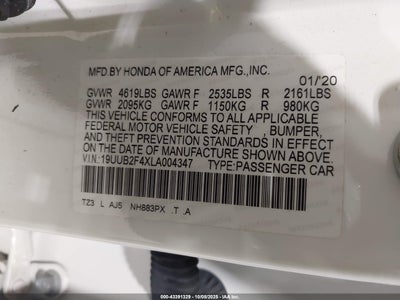 MFD.BY HONDA OF AMERICA MFG.,INC.
01/'20
GVWR 4619LBS GAWR F 2535LBS R 2161LBS
GVWR 2095KG GAWR F 1150KG R 980KG
THIS VEHICLE CONFORMS TO ALL APPLICABLE
FEDERAL MOTOR VEHICLE SAFETY , BUMPER,
AND THEFT PREVENTION STANDARDS IN EFFECT
ON THE DATE OF MANUFACTURE SHOWN ABOVE.
V.I.N:19UUB2F4XLA004347 TYPE:PASSENGER CAR
TZ3 L AJ5 NH883PX .T .A
000-43391329 - 10/09/2025 - IAA Inc.